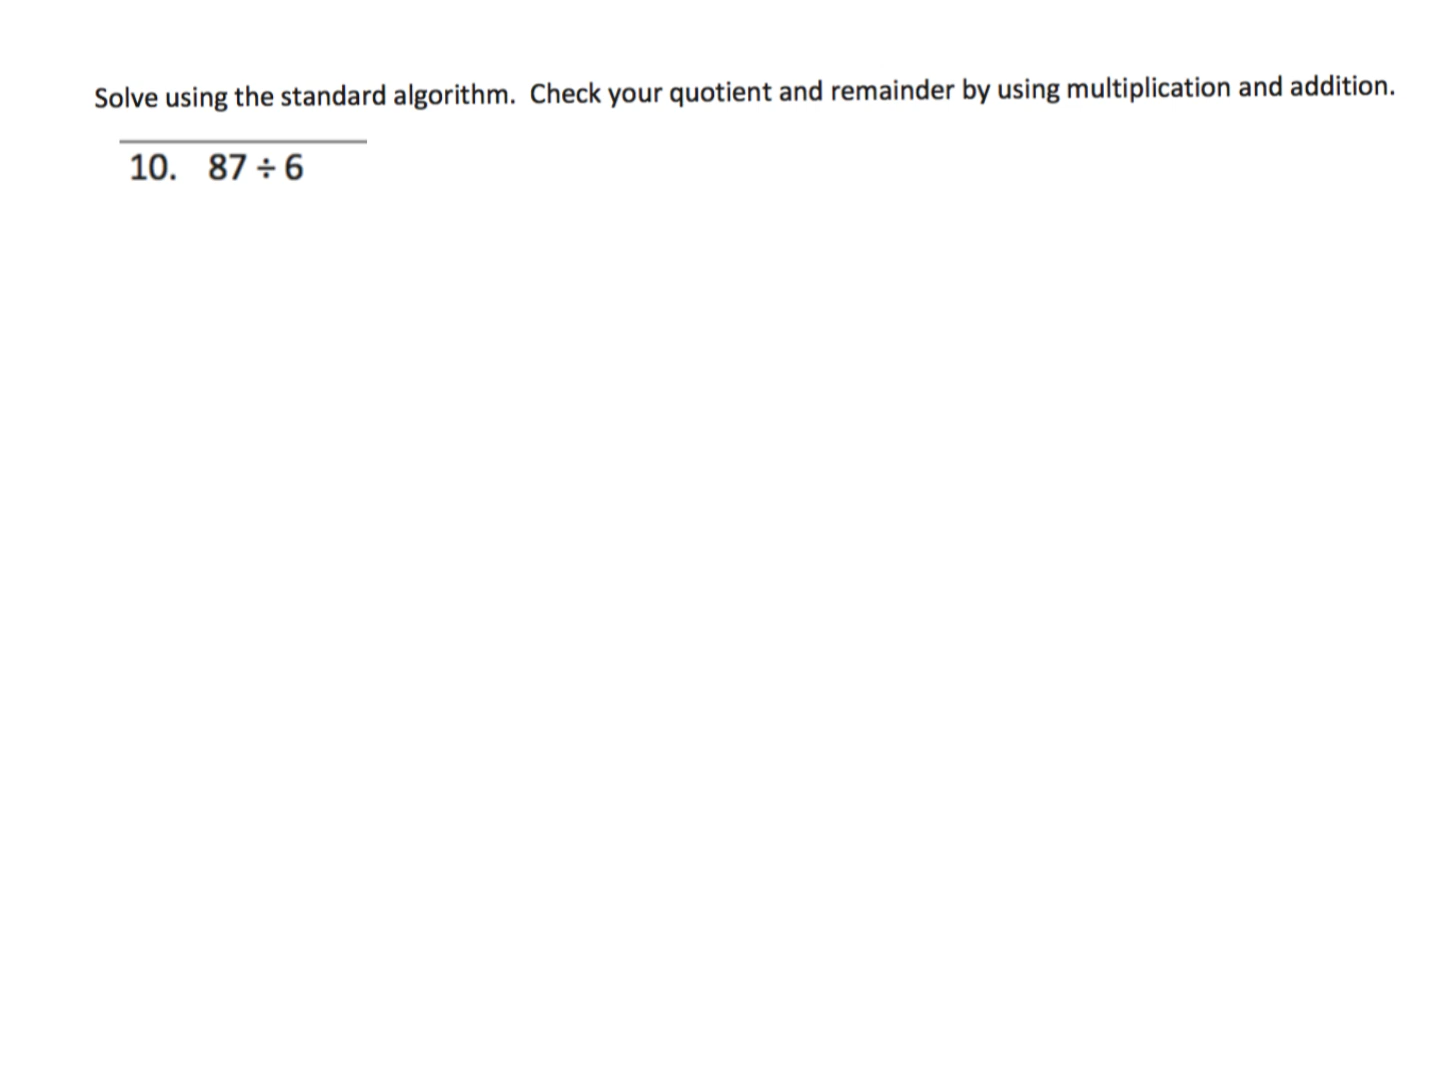 Solve using the standard algorithm. Check your quotient and remainder by using multiplication and addition.
10. 87 ÷ 6